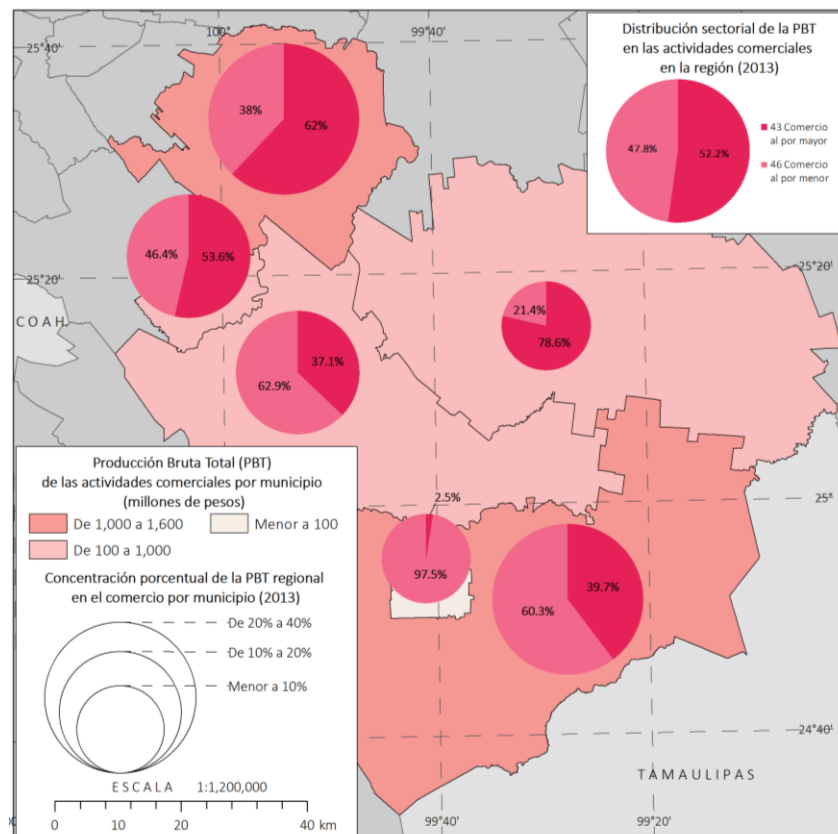 Distribución sectorial de la PBT
en las actividades comerciales
en la región (2013)
47.8%
52.2%
43 Comercio
al por mayor
46 Comercio
al por menor
25°40'
100°
99°40'
38%
62%
46.4%
53.6%
25°20'
25°20'
COAH.
21.4%
78.6%
37.1%
62.9%
Producción Bruta Total (PBT)
de las actividades comerciales por municipio
(millones de pesos)
De 1,000 a 1,600
Menor a 100
De 100 a 1,000
Concentración porcentual de la PBT regional
en el comercio por municipio (2013)
De 20% a 40%
De 10% a 20%
Menor a 10%
ESCALA 1:1,200,000
0 10 20 40 km
25°
2.5%
97.5%
39.7%
60.3%
24°40'
TAMAULIPAS
99°40'
99°20'